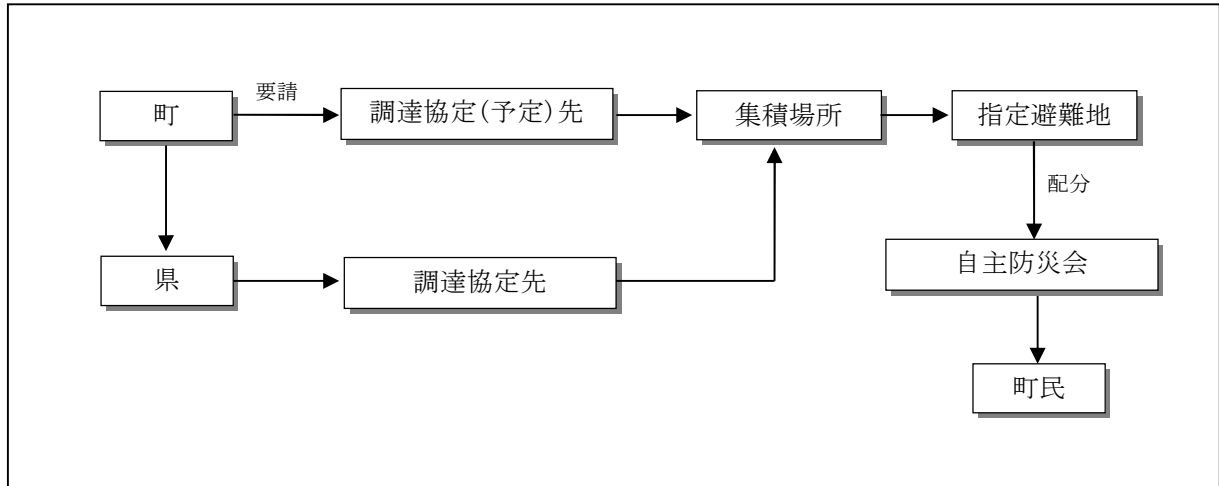 町
要請
調達協定(予定)先
集積場所
指定避難地
配分
県
調達協定先
自主防災会
町民